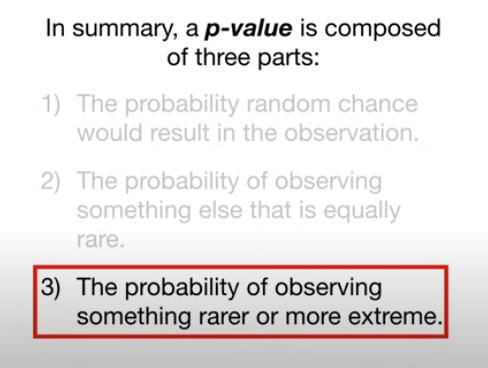 In summary, a p-value is composed
of three parts:
1) The probability random chance
would result in the observation.
2) The probability of observing
something else that is equally
rare.
3) The probability of observing
something rarer or more extreme.